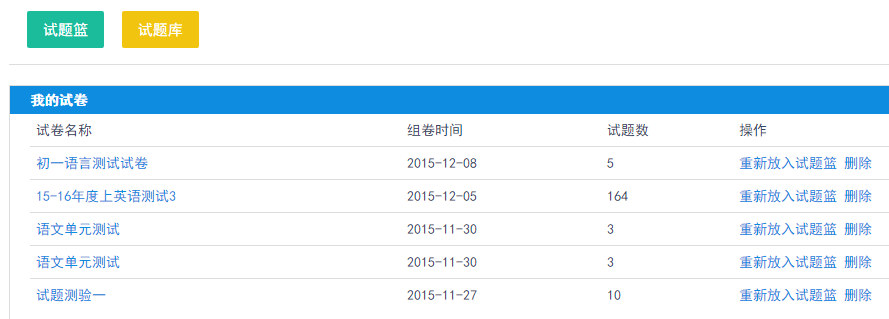 试题篮 试题库
我的试卷
试卷名称 组卷时间 试题数 操作
初一语言测试试卷 2015-12-08 5 重新放入试题篮 删除
15-16年度上英语测试3 2015-12-05 164 重新放入试题篮 删除
语文单元测试 2015-11-30 3 重新放入试题篮 删除
语文单元测试 2015-11-30 3 重新放入试题篮 删除
试题测验一 2015-11-27 10 重新放入试题篮 删除